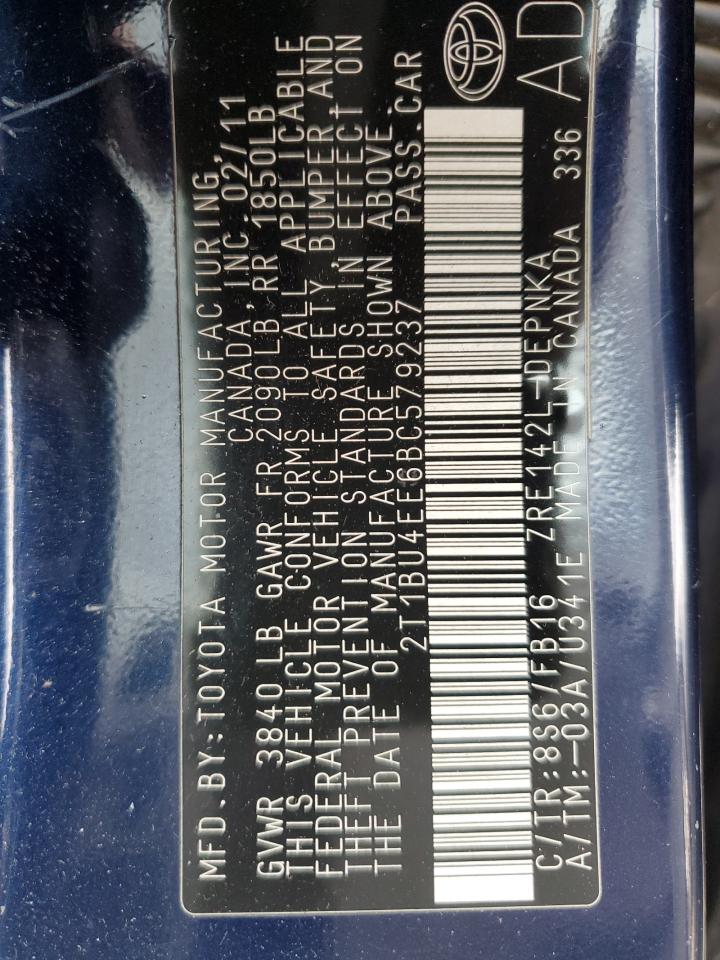 MFD.BY:TOYOTA MOTOR MANUFACTURING,
CANADA, INC.02/11
GVWR 3840LB GAWR FR 2090LB RR 1850LB
THIS VEHICLE CONFORMS TO ALL APPLICABLE
FEDERAL MOTOR VEHICLE SAFETY, BUMPER, AND
THEFT PREVENTION STANDARDS IN EFFECT ON
THE DATE OF MANUFACTURE SHOWN ABOVE.
2T1BU4EE6BC579237 PASS.CAR
C/TR:8S6/FB16 ZRE142L-DEPNKA
A/TM:-03A/U341E MADE IN CANADA 336
AD